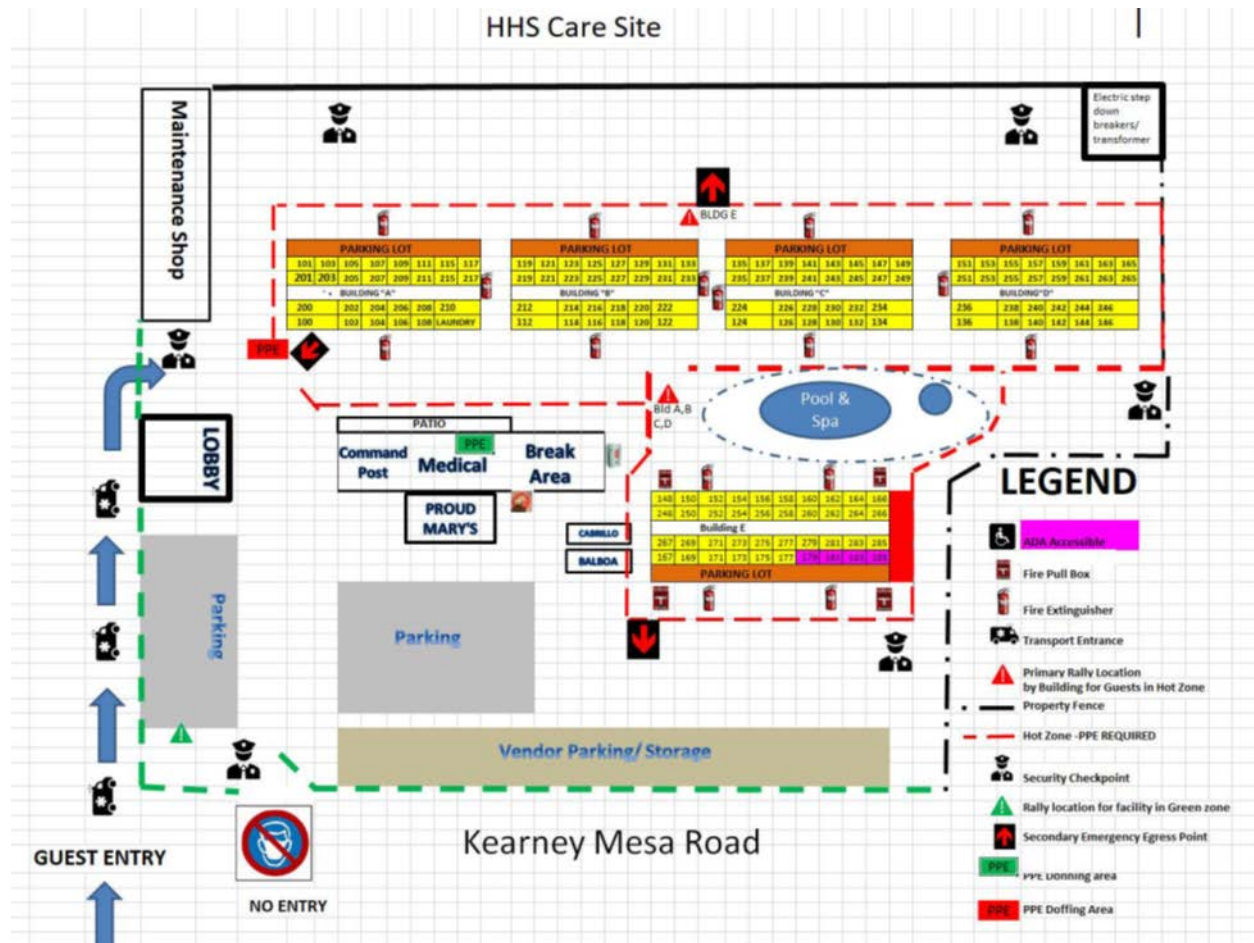 HHS Care Site
Maintenance Shop
Electric step
down
breakers/
transformer
BLDG E
PARKING LOT
101 103 105 107 109 111 115 117
201 203 205 207 209 211 215 217
BUILDING "A"
200 202 204 206 208 210
100 102 104 106 108 LAUNDRY
PARKING LOT
119 121 123 125 127 129 131 133
219 221 223 225 227 229 231 233
BUILDING "B"
212 214 216 218 220 222
112 114 116 118 120 122
PARKING LOT
135 137 139 141 143 145 147 149
235 237 239 241 243 245 247 249
BUILDING "C"
224 226 228 230 232 234
124 126 128 130 132 134
PARKING LOT
151 153 155 157 159 161 163 165
251 253 255 257 259 261 263 265
BUILDING"D"
236 238 240 242 244 246
136 138 140 142 144 146
PPE
Bld A,B
C,D
Pool &
Spa
LOBBY
PATIO
Command
Post
PPE
Medical
Break
Area
PROUD
MARY'S
CABRILLO
BALBOA
148 150 152 154 156 158 160 162 164 166
248 250 252 254 256 258 260 262 264 266
Building E
267 269 271 273 275 277 279 281 283 285
167 169 171 173 175 177 179
PARKING LOT
Parking
Parking
Vendor Parking/ Storage
Kearney Mesa Road
GUEST ENTRY
NO ENTRY
LEGEND
ADA Accessible
Fire Pull Box
Fire Extinguisher
Transport Entrance
Primary Rally Location
by Building for Guests in Hot Zone
Property Fence
Hot Zone -PPE REQUIRED
Security Checkpoint
Rally location for facility in Green zone
Secondary Emergency Egress Point
PPE PPE Donning area
PPE PPE Doffing Area